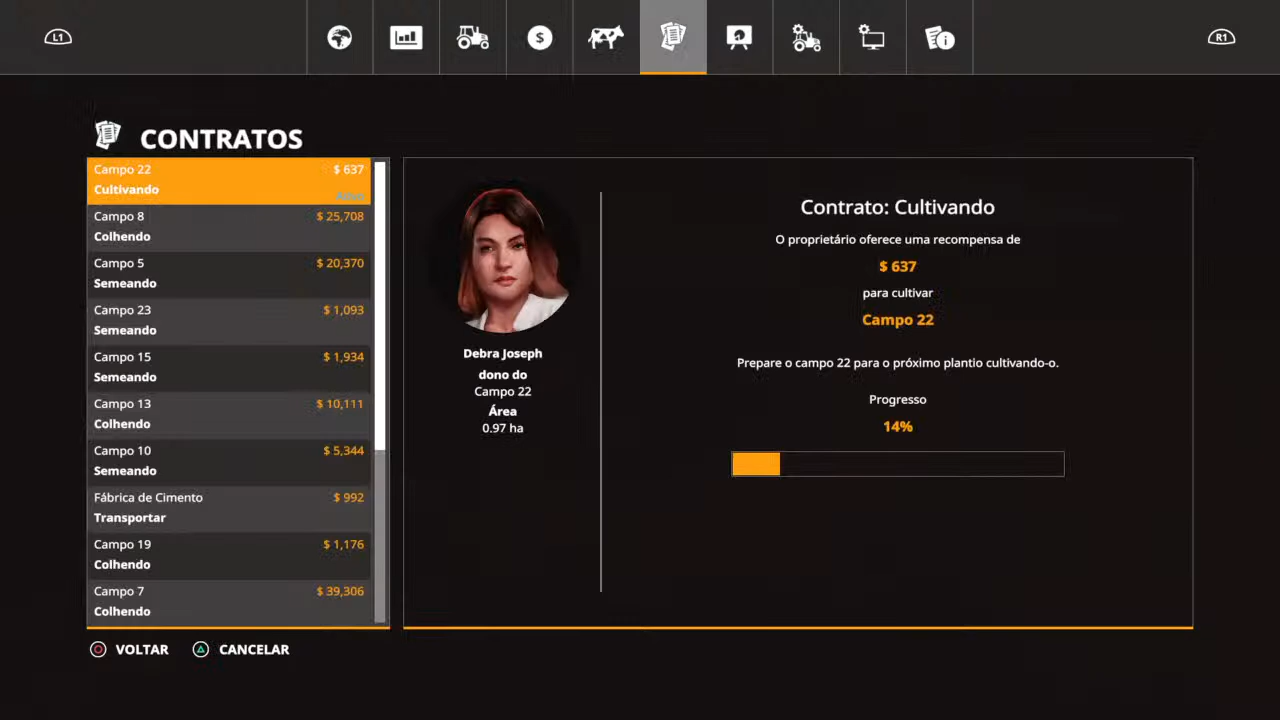 L1
R1
CONTRATOS
Campo 22 $ 637
Cultivando
Campo 8 $ 25,708
Colhendo
Campo 5 $ 20,370
Semeando
Campo 23 $ 1,093
Semeando
Campo 15 $ 1,934
Semeando
Campo 13 $ 10,111
Colhendo
Campo 10 $ 5,344
Semeando
Fábrica de Cimento $ 992
Transportar
Campo 19 $ 1,176
Colhendo
Campo 7 $ 39,306
Colhendo
Debra Joseph
dono do
Campo 22
Área
0.97 ha
Contrato: Cultivando
O proprietário oferece uma recompensa de
$ 637
para cultivar
Campo 22
Prepare o campo 22 para o próximo plantio cultivando-o.
Progresso
14%
VOLTAR
CANCELAR